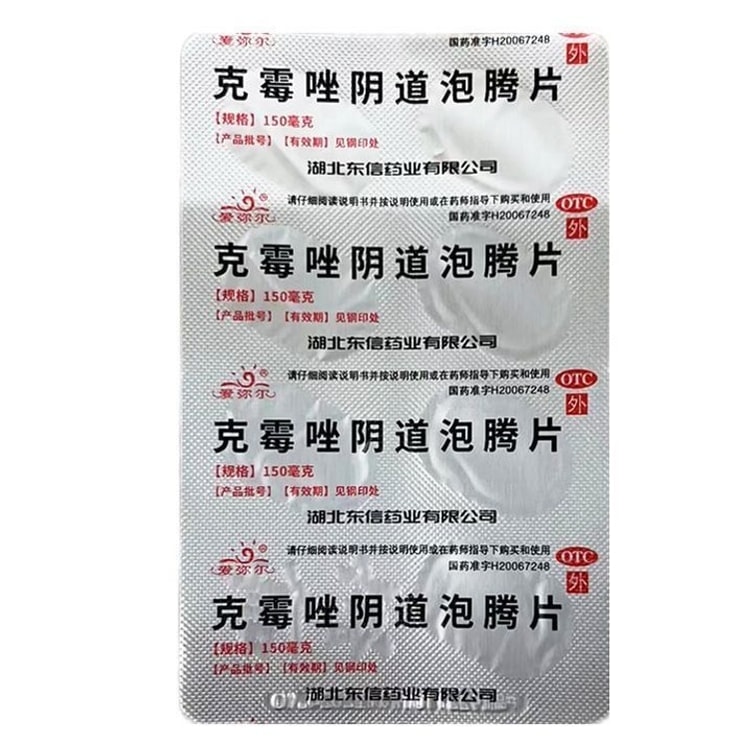 爱弥尔
国药准字H20067248
外
克霉唑阴道泡腾片
【规格】150毫克
【产品批号】【有效期】见钢印处
湖北东信药业有限公司
爱弥尔®
请仔细阅读说明书并按说明使用或在药师指导下购买和使用
OTC
国药准字H20067248
外
克霉唑阴道泡腾片
【规格】150毫克
【产品批号】【有效期】见钢印处
湖北东信药业有限公司
爱弥尔®
请仔细阅读说明书并按说明使用或在药师指导下购买和使用
OTC
国药准字H20067248
外
克霉唑阴道泡腾片
【规格】150毫克
【产品批号】【有效期】见钢印处
湖北东信药业有限公司
爱弥尔®
请仔细阅读说明书并按说明使用或在药师指导下购买和使用
OTC
国药准字H20067248
外
克霉唑阴道泡腾片
【规格】150毫克
【产品批号】【有效期】见钢印处
湖北东信药业有限公司